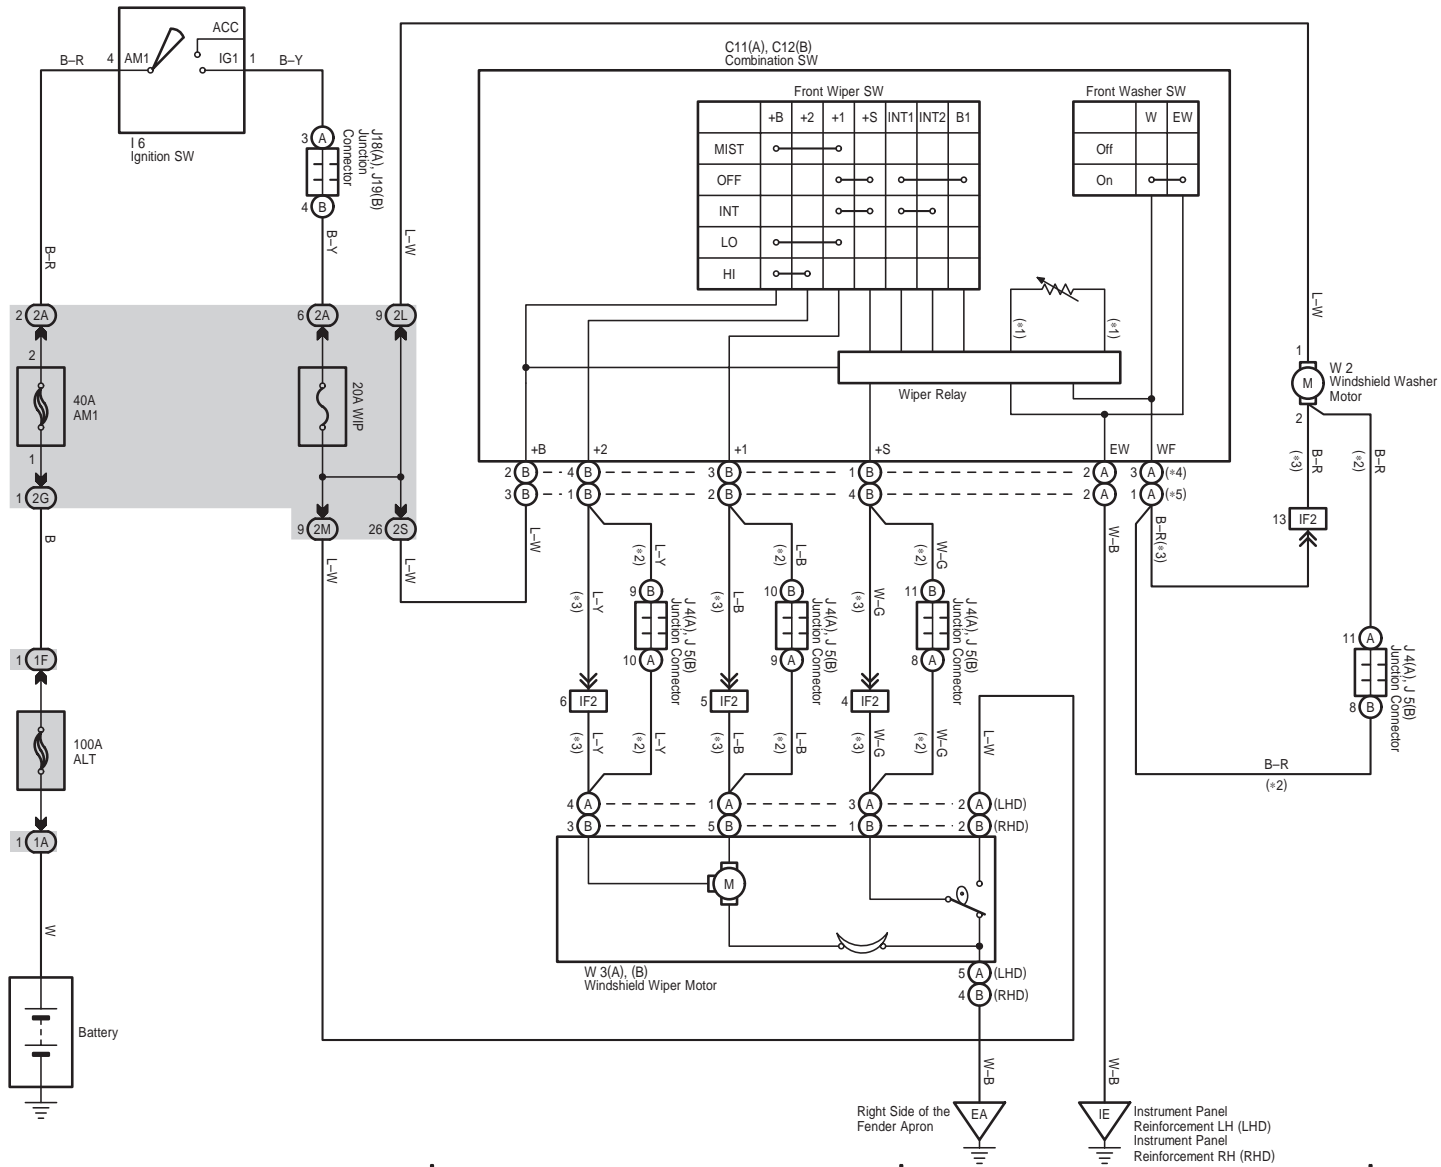 ACC
B–R 4 AM1 IG1 1 B–Y
I 6
Ignition SW
3 A
J18(A), J19(B)
Junction
Connector
4 B
B–R
B–Y
L–W
C11(A), C12(B)
Combination SW
Front Wiper SW
+B +2 +1 +S INT1 INT2 B1
MIST
OFF
INT
LO
HI
Front Washer SW
W EW
Off
On
(*1) (*1)
Wiper Relay
L–W
1
M
W 2
Windshield Washer
Motor
2
2 2A 6 2A 9 2L
2
40A
AM1
1
20A WIP
1 2G
9 2M 26 2S
+B +2 +1 +S EW WF
2 B 4 B 3 B 1 B 2 A 3 A (*4)
3 B 1 B 2 B 4 B 2 A 1 A (*5)
(*3) B–R (*2) B–R
13 IF2
B L–W L–W L–W
(*2) L–Y (*2) L–B (*2) W–G W–B B–R(*3)
9 B 10 B 11 B
(*3) L–Y (*3) L–B (*3) W–G
J 4(A), J 5(B)
Junction Connector
J 4(A), J 5(B)
Junction Connector
J 4(A), J 5(B)
Junction Connector
10 A 9 A 8 A
11 A
J 4(A), J 5(B)
Junction Connector
8 B
1 1F
6 IF2 5 IF2 4 IF2
100A
ALT
(*3) L–Y (*2) L–Y (*3) L–B (*2) L–B (*3) W–G (*2) W–G L–W
B–R
(*2)
4 A 1 A 3 A 2 A (LHD)
3 B 5 B 1 B 2 B (RHD)
1 1A
M
W
W 3(A), (B)
Windshield Wiper Motor
5 A (LHD)
4 B (RHD)
Battery
W–B W–B
Right Side of the
Fender Apron
EA
IE
Instrument Panel
Reinforcement LH (LHD)
Instrument Panel
Reinforcement RH (RHD)